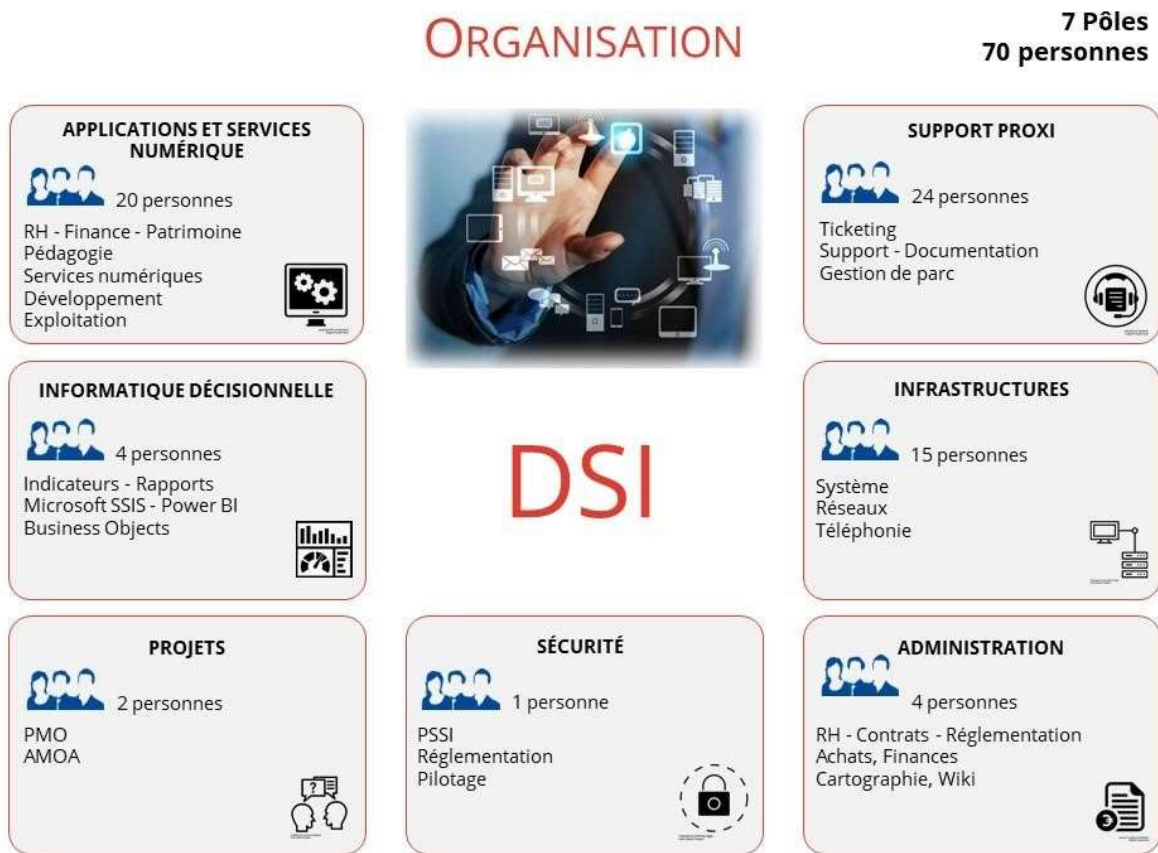 ORGANISATION
7 Pôles
70 personnes
APPLICATIONS ET SERVICES
NUMÉRIQUE
20 personnes
RH - Finance - Patrimoine
Pédagogie
Services numériques
Développement
Exploitation
SUPPORT PROXI
24 personnes
Ticketing
Support - Documentation
Gestion de parc
INFORMATIQUE DÉCISIONNELLE
4 personnes
Indicateurs - Rapports
Microsoft SSIS - Power BI
Business Objects
DSI
INFRASTRUCTURES
15 personnes
Système
Réseaux
Téléphonie
PROJETS
2 personnes
PMO
AMOA
SÉCURITÉ
1 personne
PSSI
Réglementation
Pilotage
ADMINISTRATION
4 personnes
RH - Contrats - Réglementation
Achats, Finances
Cartographie, Wiki